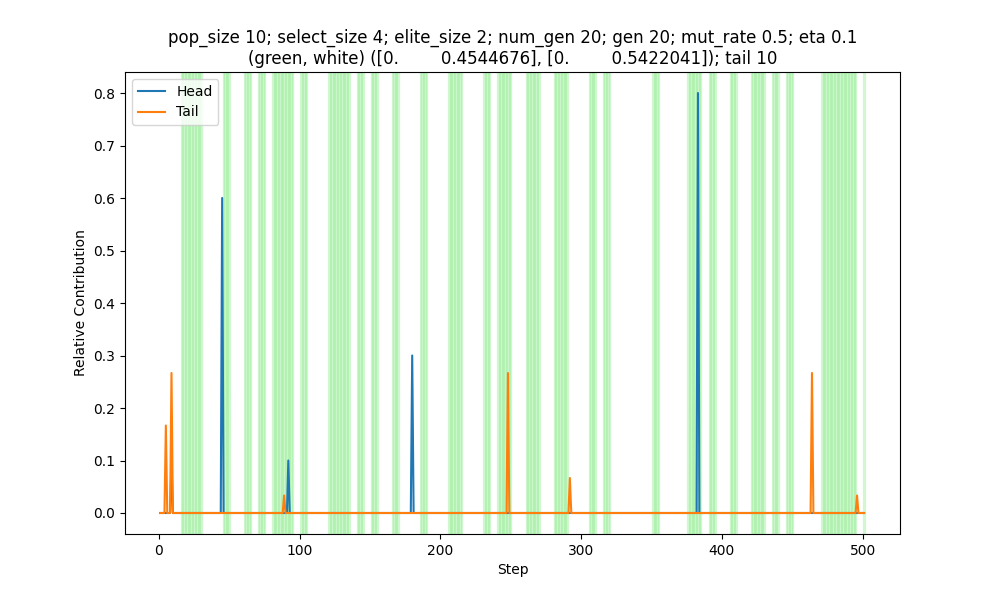 pop_size 10; select_size 4; elite_size 2; num_gen 20; gen 20; mut_rate 0.5; eta 0.1
(green, white) ([0. 0.4544676], [0. 0.5422041]); tail 10
Head
Tail
0.8
0.7
0.6
0.5
0.4
0.3
0.2
0.1
0.0
Relative Contribution
0 100 200 300 400 500
Step